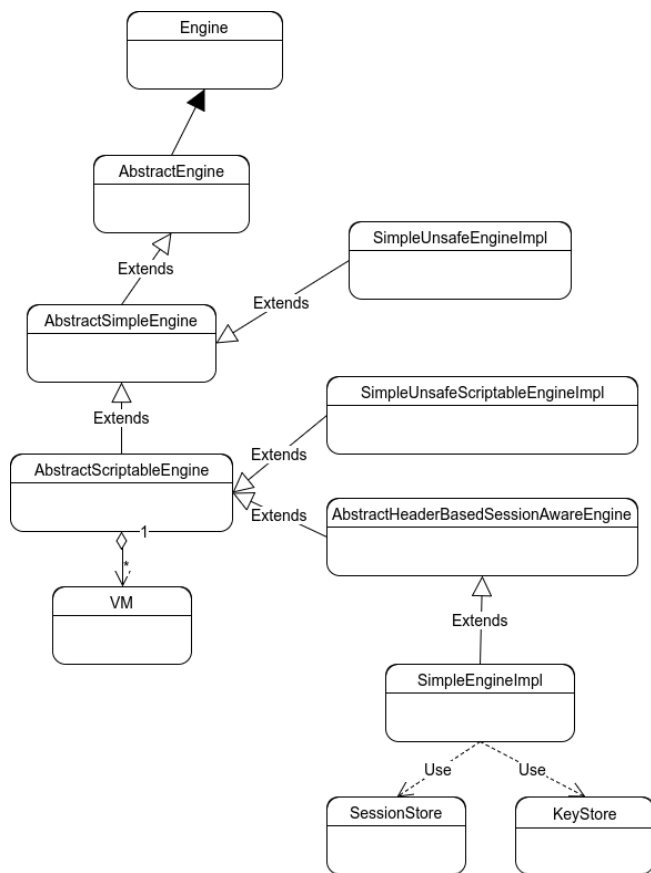 Engine
AbstractEngine
SimpleUnsafeEngineImpl
Extends
Extends
AbstractSimpleEngine
SimpleUnsafeScriptableEngineImpl
Extends
Extends
AbstractScriptableEngine
AbstractHeaderBasedSessionAwareEngine
Extends
1
*
VM
Extends
SimpleEngineImpl
Use
Use
SessionStore
KeyStore